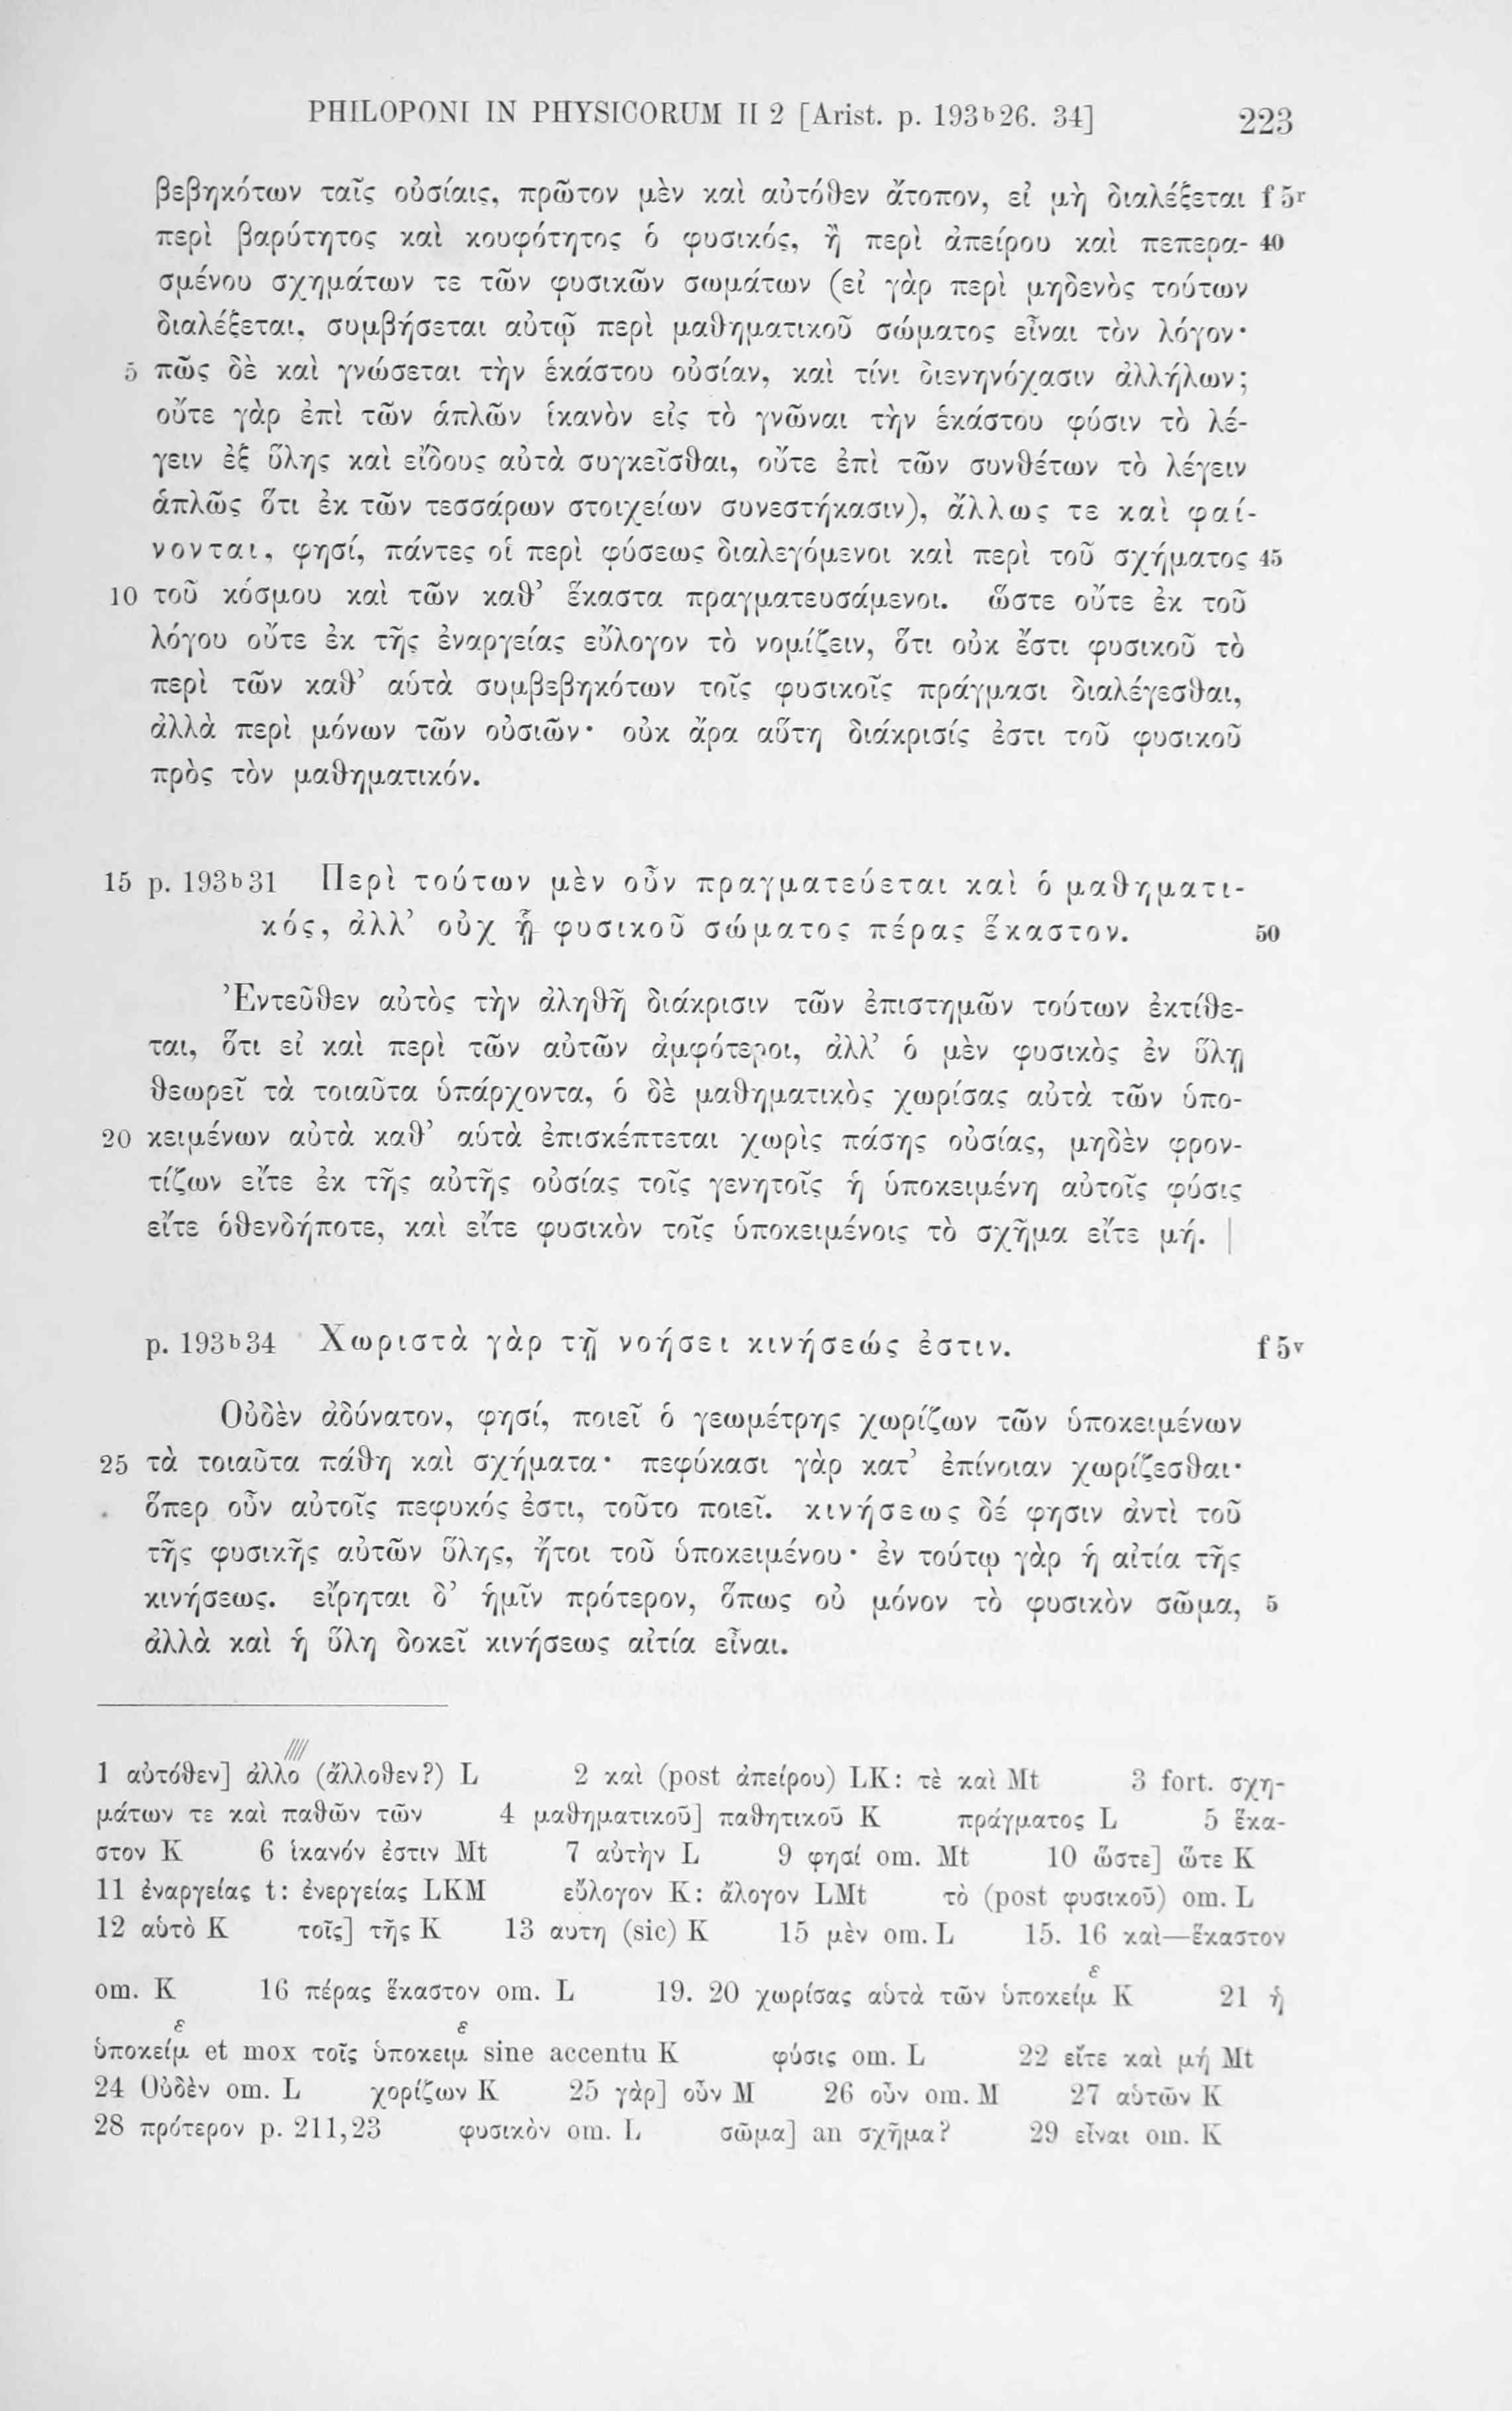 PHILOPONI IN PHYSICORUM II 2 [Arist. p. 193ᵇ26. 34] 223
βεβηκότων ταῖς οὐσίαις, πρῶτον μὲν καὶ αὐτόθεν ἄτοπον, εἰ μὴ διαλέξεται f 5ʳ
περὶ βαρύτητος καὶ κουφότητος ὁ φυσικός, ἢ περὶ ἀπείρου καὶ πεπερα- 40
σμένου σχημάτων τε τῶν φυσικῶν σωμάτων (εἰ γὰρ περὶ μηδενὸς τούτων
διαλέξεται, συμβήσεται αὐτῷ περὶ μαθηματικοῦ σώματος εἶναι τὸν λόγον·
5 πῶς δὲ καὶ γνώσεται τὴν ἑκάστου οὐσίαν, καὶ τίνι διενηνόχασιν ἀλλήλων;
οὔτε γὰρ ἐπὶ τῶν ἁπλῶν ἱκανὸν εἰς τὸ γνῶναι τὴν ἑκάστου φύσιν τὸ λέ-
γειν ἐξ ὕλης καὶ εἴδους αὐτὰ συγκεῖσθαι, οὔτε ἐπὶ τῶν συνθέτων τὸ λέγειν
ἁπλῶς ὅτι ἐκ τῶν τεσσάρων στοιχείων συνεστήκασιν), ἄλλως τε καὶ φαί-
νονται, φησί, πάντες οἱ περὶ φύσεως διαλεγόμενοι καὶ περὶ τοῦ σχήματος 45
10 τοῦ κόσμου καὶ τῶν καθ’ ἕκαστα πραγματευσάμενοι. ὥστε οὔτε ἐκ τοῦ
λόγου οὔτε ἐκ τῆς ἐναργείας εὔλογον τὸ νομίζειν, ὅτι οὐκ ἔστι φυσικοῦ τὸ
περὶ τῶν καθ’ αὑτὰ συμβεβηκότων τοῖς φυσικοῖς πράγμασι διαλέγεσθαι,
ἀλλὰ περὶ μόνων τῶν οὐσιῶν· οὐκ ἄρα αὕτη διάκρισίς ἐστι τοῦ φυσικοῦ
πρὸς τὸν μαθηματικόν.
15 p. 193ᵇ31 Περὶ τούτων μὲν οὖν πραγματεύεται καὶ ὁ μαθηματι-
κός, ἀλλ’ οὐχ ᾗ φυσικοῦ σώματος πέρας ἕκαστον. 50
Ἐντεῦθεν αὐτὸς τὴν ἀληθῆ διάκρισιν τῶν ἐπιστημῶν τούτων ἐκτίθε-
ται, ὅτι εἰ καὶ περὶ τῶν αὐτῶν ἀμφότεροι, ἀλλ’ ὁ μὲν φυσικὸς ἐν ὕλῃ
θεωρεῖ τὰ τοιαῦτα ὑπάρχοντα, ὁ δὲ μαθηματικὸς χωρίσας αὐτὰ τῶν ὑπο-
20 κειμένων αὐτὰ καθ’ αὑτὰ ἐπισκέπτεται χωρὶς πάσης οὐσίας, μηδὲν φρον-
τίζων εἴτε ἐκ τῆς αὐτῆς οὐσίας τοῖς γενητοῖς ἡ ὑποκειμένη αὐτοῖς φύσις
εἴτε ὁθενδήποτε, καὶ εἴτε φυσικὸν τοῖς ὑποκειμένοις τὸ σχῆμα εἴτε μή. |
p. 193ᵇ34 Χωριστὰ γὰρ τῇ νοήσει κινήσεώς ἐστιν. f 5ᵛ
Οὐδὲν ἀδύνατον, φησί, ποιεῖ ὁ γεωμέτρης χωρίζων τῶν ὑποκειμένων
25 τὰ τοιαῦτα πάθη καὶ σχήματα· πεφύκασι γὰρ κατ’ ἐπίνοιαν χωρίζεσθαι·
ὅπερ οὖν αὐτοῖς πεφυκός ἐστι, τοῦτο ποιεῖ. κινήσεως δέ φησιν ἀντὶ τοῦ
τῆς φυσικῆς αὐτῶν ὕλης, ἤτοι τοῦ ὑποκειμένου· ἐν τούτῳ γὰρ ἡ αἰτία τῆς
κινήσεως. εἴρηται δ’ ἡμῖν πρότερον, ὅπως οὐ μόνον τὸ φυσικὸν σῶμα, 5
ἀλλὰ καὶ ἡ ὕλη δοκεῖ κινήσεως αἰτία εἶναι.
1 αὐτόθεν] ἀλλο (ἄλλοθεν?) L 2 καὶ (post ἀπείρου) LK: τὲ καὶ Mt 3 fort. σχη-
μάτων τε καὶ παθῶν τῶν 4 μαθηματικοῦ] παθητικοῦ K πράγματος L 5 ἕκα-
στον K 6 ἱκανόν ἐστιν Mt 7 αὐτὴν L 9 φησί om. Mt 10 ὥστε] ὥτε K
11 ἐναργείας t: ἐνεργείας LKM εὔλογον K: ἄλογον LMt τὸ (post φυσικοῦ) om. L
12 αὑτὸ K τοῖς] τῆς K 13 αυτη (sic) K 15 μὲν om. L 15. 16 καὶ—ἕκαστον
om. K 16 πέρας ἕκαστον om. L 19. 20 χωρίσας αὑτὰ τῶν ὑποκείμ̊ε K 21 ἡ
ὑποκείμε et mox τοῖς ὑποκειμε sine accentu K φύσις om. L 22 εἴτε καὶ μή Mt
24 Οὐδὲν om. L χορίζων K 25 γὰρ] οὖν M 26 οὖν om. M 27 αὑτῶν K
28 πρότερον p. 211,23 φυσικὸν om. L σῶμα] an σχῆμα? 29 εἶναι om. K